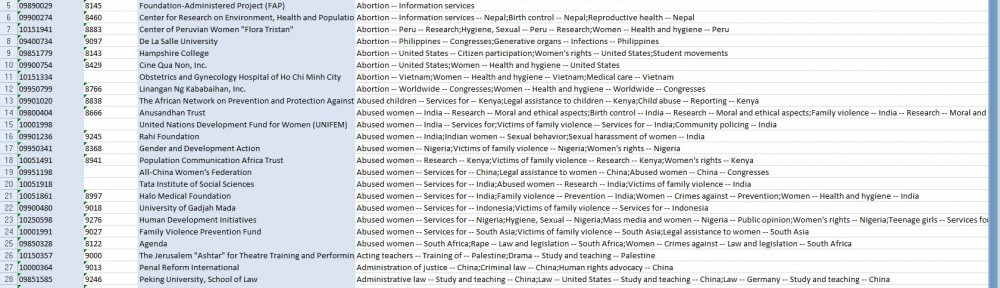 5 09890029 8145 Foundation-Administered Project (FAP) Abortion -- Information services
6 09900274 8460 Center for Research on Environment, Health and Populatio Abortion -- Information services -- Nepal;Birth control -- Nepal;Reproductive health -- Nepal
7 10151941 8883 Center of Peruvian Women "Flora Tristan" Abortion -- Peru -- Research;Hygiene, Sexual -- Peru -- Research;Women -- Health and hygiene -- Peru
8 09400734 9097 De La Salle University Abortion -- Philippines -- Congresses;Generative organs -- Infections -- Philippines
9 09851779 8143 Hampshire College Abortion -- United States -- Citizen participation;Women's rights -- United States;Student movements
10 09900754 8429 Cine Qua Non, Inc. Abortion -- United States;Women -- Health and hygiene -- United States
11 10151334 Obstetrics and Gynecology Hospital of Ho Chi Minh City Abortion -- Vietnam;Women -- Health and hygiene -- Vietnam;Medical care -- Vietnam
12 09950799 8766 Linangan Ng Kababaihan, Inc. Abortion -- Worldwide -- Congresses;Women -- Health and hygiene -- Worldwide -- Congresses
13 09901020 8838 The African Network on Prevention and Protection Against Abused children -- Services for -- Kenya;Legal assistance to children -- Kenya;Child abuse -- Reporting -- Kenya
14 09800404 8666 Anusandhan Trust Abused women -- India -- Research -- Moral and ethical aspects;Birth control -- India -- Research -- Moral and ethical aspects;Family violence -- India -- Research -- Moral and
15 10001998 United Nations Development Fund for Women (UNIFEM) Abused women -- India -- Services for;Victims of family violence -- Services for -- India;Community policing -- India
16 09901236 9245 Rahi Foundation Abused women -- India;Indian women -- Sexual behavior;Sexual harassment of women -- India
17 09950341 8368 Gender and Development Action Abused women -- Nigeria;Victims of family violence -- Nigeria;Women's rights -- Nigeria
18 10051491 8941 Population Communication Africa Trust Abused women -- Research -- Kenya;Victims of family violence -- Research -- Kenya;Women's rights -- Kenya
19 09951198 All-China Women's Federation Abused women -- Services for -- China;Legal assistance to women -- China;Abused women -- China -- Congresses
20 10051918 Tata Institute of Social Sciences Abused women -- Services for -- India;Abused women -- Research -- India;Victims of family violence -- India
21 10051861 8997 Halo Medical Foundation Abused women -- Services for -- India;Family violence -- Prevention -- India;Women -- Crimes against -- Prevention;Women -- Health and hygiene -- India
22 09900480 9018 University of Gadjah Mada Abused women -- Services for -- Indonesia;Victims of family violence -- Services for -- Indonesia
23 10250598 9276 Human Development Initiatives Abused women -- Services for -- Nigeria;Hygiene, Sexual -- Nigeria;Mass media and women -- Nigeria -- Public opinion;Women's rights -- Nigeria;Teenage girls -- Services fo
24 10001991 9027 Family Violence Prevention Fund Abused women -- Services for -- South Asia;Victims of family violence -- South Asia;Legal assistance to women -- South Asia
25 09850328 8122 Agenda Abused women -- South Africa;Rape -- Law and legislation -- South Africa;Women -- Crimes against -- Law and legislation -- South Africa
26 10150357 9000 The Jerusalem "Ashtar" for Theatre Training and Performin Acting teachers -- Training of -- Palestine;Drama -- Study and teaching -- Palestine
27 10000364 9013 Penal Reform International Administration of justice -- China;Criminal law -- China;Human rights advocacy -- China
28 09851585 9246 Peking University, School of Law Administrative law -- Study and teaching -- China;Law -- United States -- Study and teaching -- China;Law -- Germany -- Study and teaching -- China